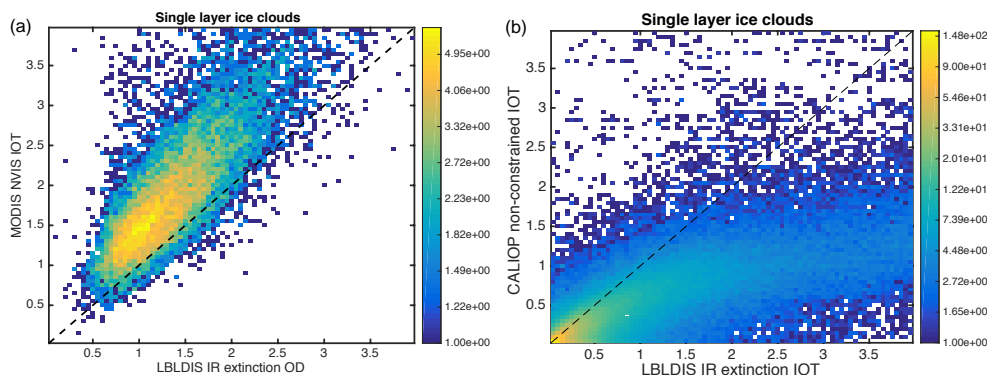 (a)
Single layer ice clouds
MODIS NVIS IOT
3.5
3
2.5
2
1.5
1
0.5
0.5 1 1.5 2 2.5 3 3.5
LBLDIS IR extinction OD
4.95e+00
4.06e+00
3.32e+00
2.72e+00
2.23e+00
1.82e+00
1.49e+00
1.22e+00
1.00e+00
(b)
Single layer ice clouds
CALIOP non-constrained IOT
3.5
3
2.5
2
1.5
1
0.5
0.5 1 1.5 2 2.5 3 3.5
LBLDIS IR extinction IOT
1.48e+02
9.00e+01
5.46e+01
3.31e+01
2.01e+01
1.22e+01
7.39e+00
4.48e+00
2.72e+00
1.65e+00
1.00e+00